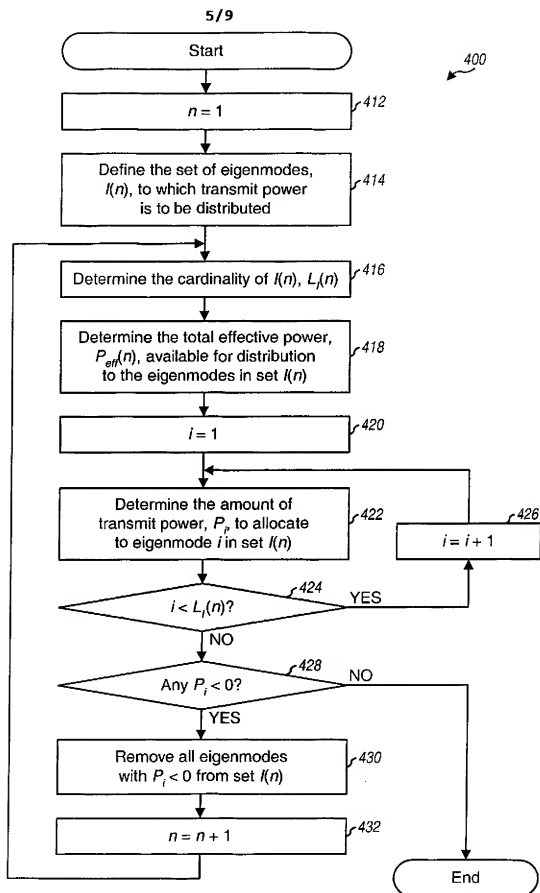 5/9
Start
400
n = 1
412
Define the set of eigenmodes,
I(n), to which transmit power
is to be distributed
414
Determine the cardinality of I(n), L_I(n)
416
Determine the total effective power,
P_eff(n), available for distribution
to the eigenmodes in set I(n)
418
i = 1
420
Determine the amount of
transmit power, P_i, to allocate
to eigenmode i in set I(n)
422
426
i = i + 1
424
i < L_I(n)?
YES
NO
428
Any P_i < 0?
NO
YES
Remove all eigenmodes
with P_i < 0 from set I(n)
430
n = n + 1
432
End